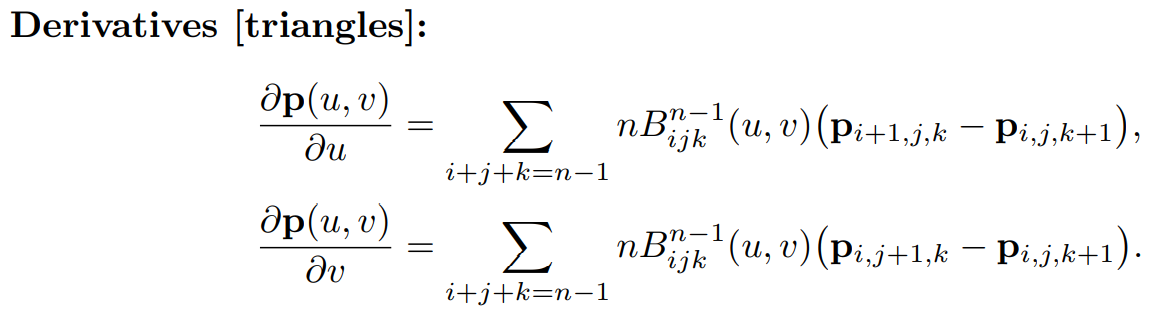 Derivatives [triangles]:
∂p(u, v)/∂u = ∑_{i+j+k=n−1} nB^{n−1}_{ijk}(u, v)(p_{i+1,j,k} − p_{i,j,k+1}),
∂p(u, v)/∂v = ∑_{i+j+k=n−1} nB^{n−1}_{ijk}(u, v)(p_{i,j+1,k} − p_{i,j,k+1}).